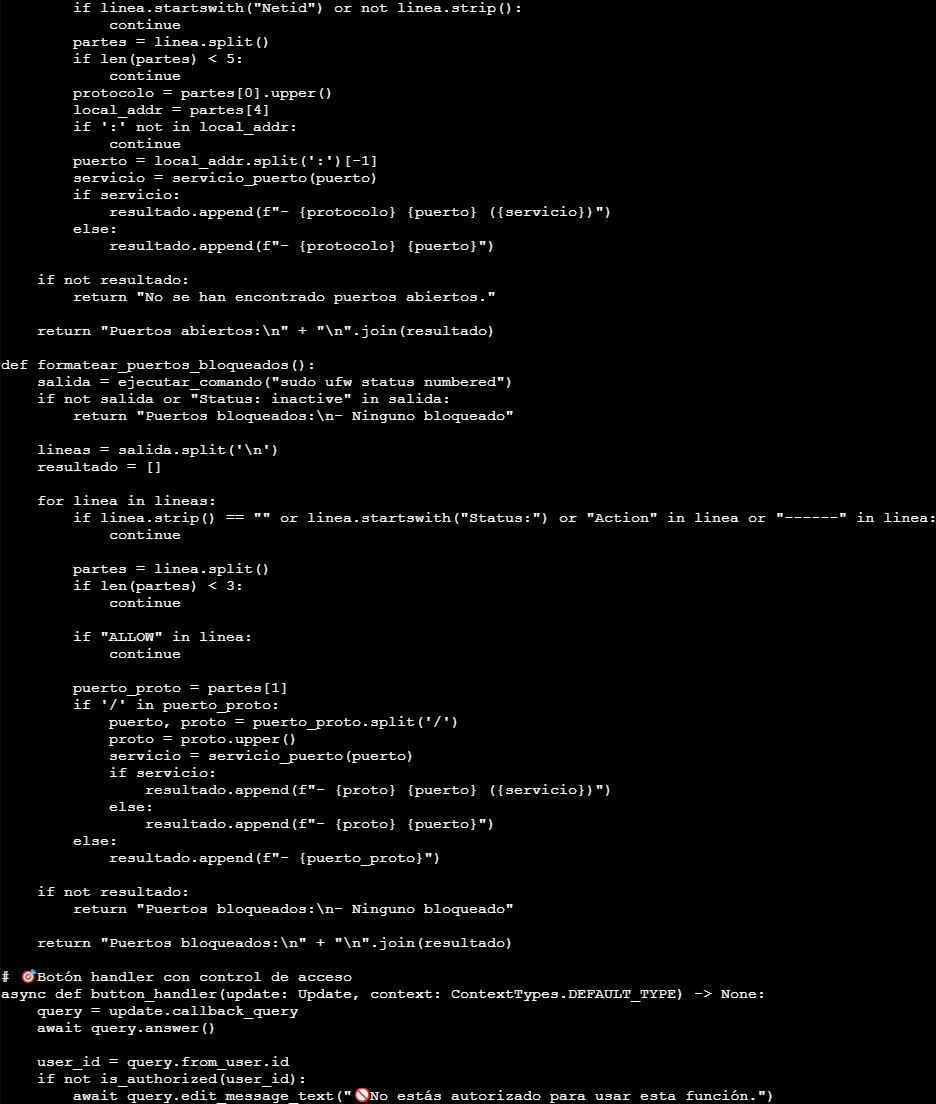 if linea.startswith("Netid") or not linea.strip():
            continue
        partes = linea.split()
        if len(partes) < 5:
            continue
        protocolo = partes[0].upper()
        local_addr = partes[4]
        if ':' not in local_addr:
            continue
        puerto = local_addr.split(':')[-1]
        servicio = servicio_puerto(puerto)
        if servicio:
            resultado.append(f"- {protocolo} {puerto} ({servicio})")
        else:
            resultado.append(f"- {protocolo} {puerto}")

    if not resultado:
        return "No se han encontrado puertos abiertos."

    return "Puertos abiertos:\n" + "\n".join(resultado)

def formatear_puertos_bloqueados():
    salida = ejecutar_comando("sudo ufw status numbered")
    if not salida or "Status: inactive" in salida:
        return "Puertos bloqueados:\n- Ninguno bloqueado"

    lineas = salida.split('\n')
    resultado = []

    for linea in lineas:
        if linea.strip() == "" or linea.startswith("Status:") or "Action" in linea or "------" in linea:
            continue

        partes = linea.split()
        if len(partes) < 3:
            continue

        if "ALLOW" in linea:
            continue

        puerto_proto = partes[1]
        if '/' in puerto_proto:
            puerto, proto = puerto_proto.split('/')
            proto = proto.upper()
            servicio = servicio_puerto(puerto)
            if servicio:
                resultado.append(f"- {proto} {puerto} ({servicio})")
            else:
                resultado.append(f"- {proto} {puerto}")
        else:
            resultado.append(f"- {puerto_proto}")

    if not resultado:
        return "Puertos bloqueados:\n- Ninguno bloqueado"

    return "Puertos bloqueados:\n" + "\n".join(resultado)

# 🎯Botón handler con control de acceso
async def button_handler(update: Update, context: ContextTypes.DEFAULT_TYPE) -> None:
    query = update.callback_query
    await query.answer()

    user_id = query.from_user.id
    if not is_authorized(user_id):
        await query.edit_message_text("🚫No estás autorizado para usar esta función.")